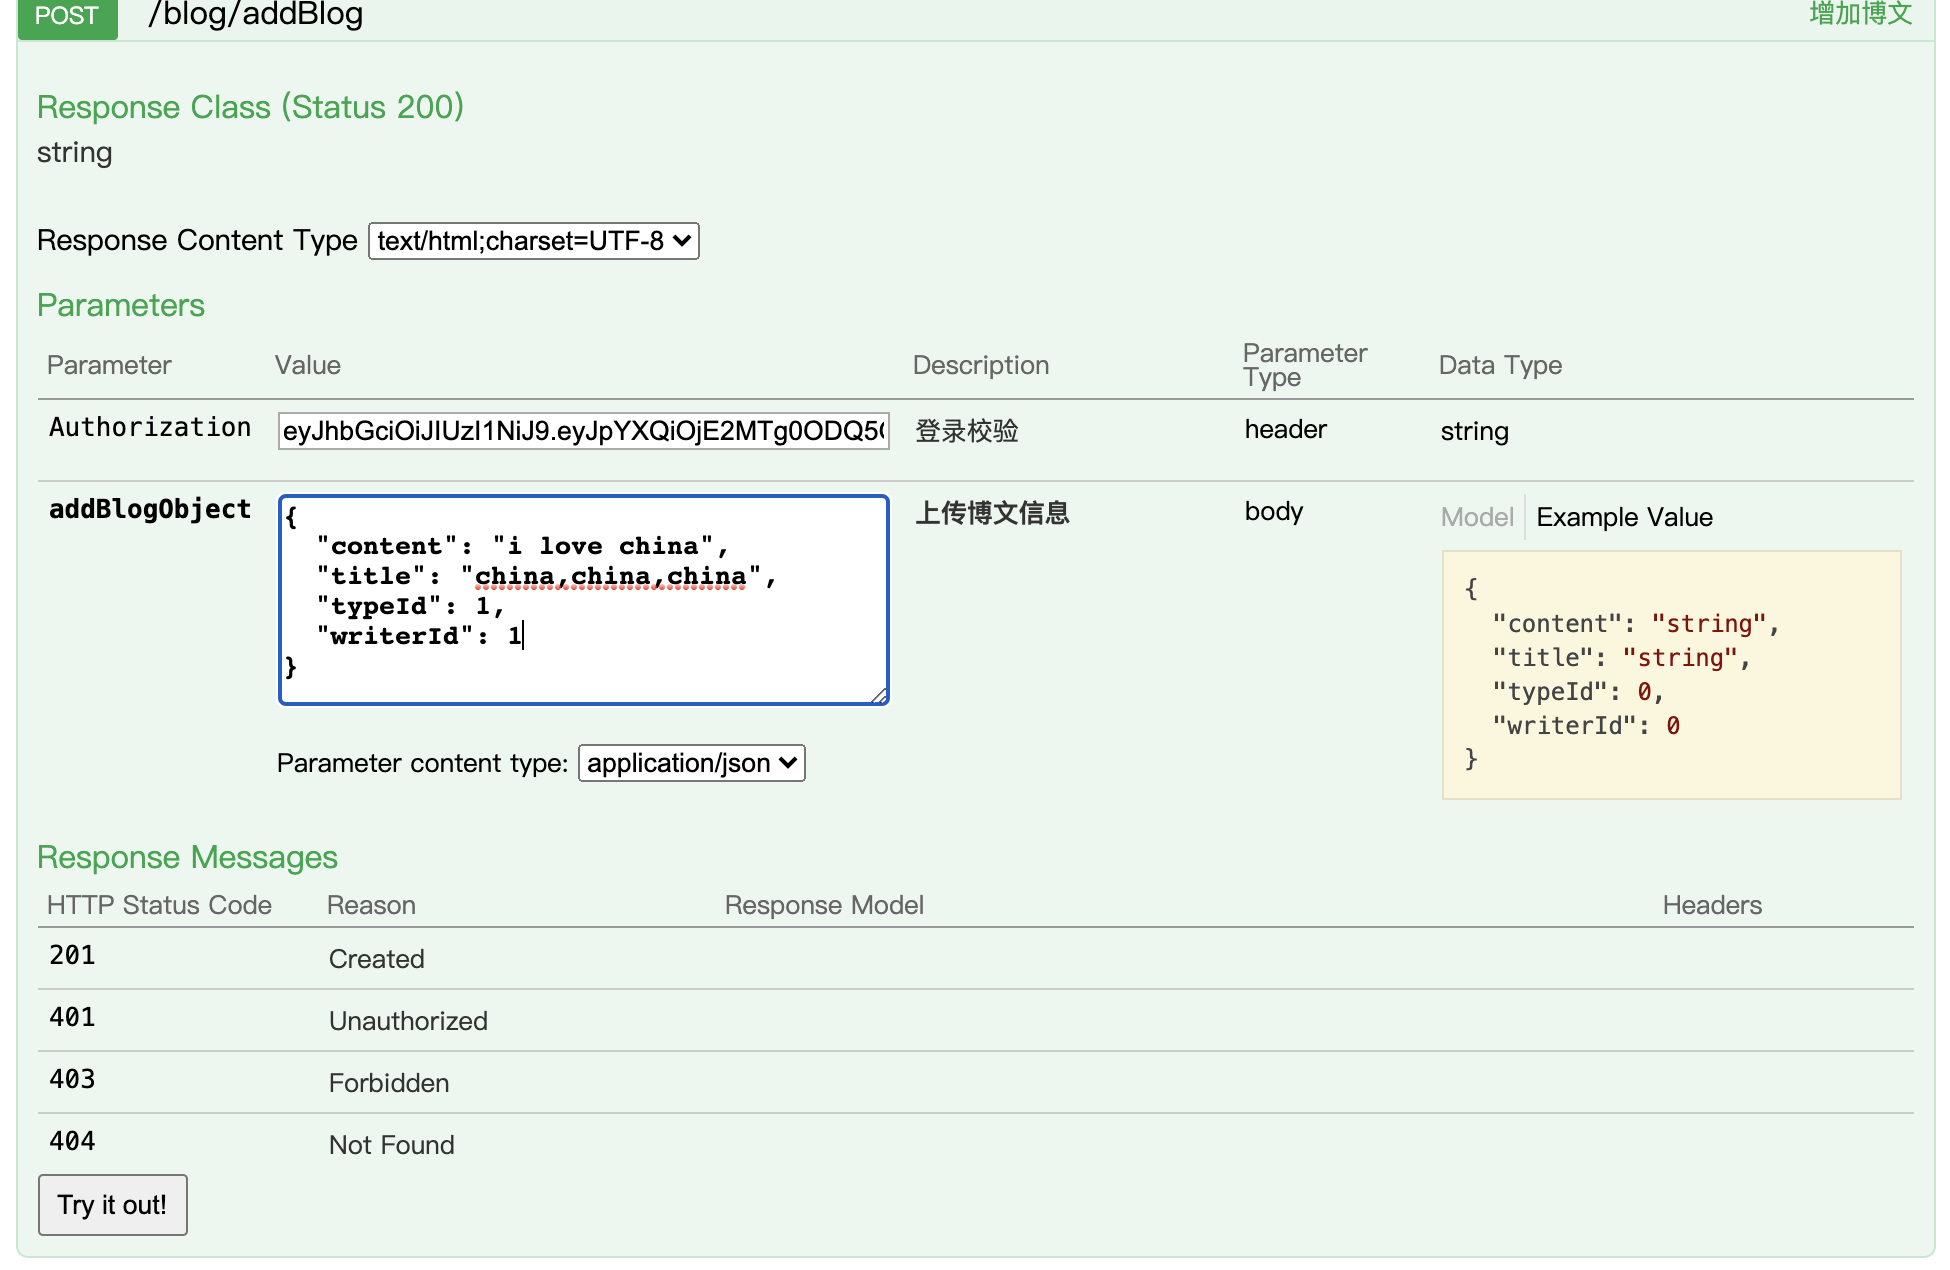 POST /blog/addBlog 增加博文
Response Class (Status 200)
string
Response Content Type text/html;charset=UTF-8
Parameters
Parameter Value Description Parameter Type Data Type
Authorization eyJhbGciOiJIUzI1NiJ9.eyJpYXQiOjE2MTg0ODQ5 登录校验 header string
addBlogObject 上传博文信息 body Model Example Value
{
"content": "i love china",
"title": "china,china,china",
"typeId": 1,
"writerId": 1
}
{
"content": "string",
"title": "string",
"typeId": 0,
"writerId": 0
}
Parameter content type: application/json
Response Messages
HTTP Status Code Reason Response Model Headers
201 Created
401 Unauthorized
403 Forbidden
404 Not Found
Try it out!